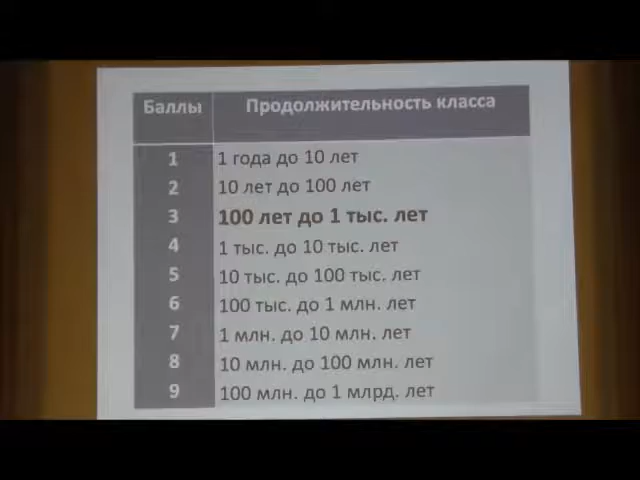 Баллы Продолжительность класса
1 1 года до 10 лет
2 10 лет до 100 лет
3 100 лет до 1 тыс. лет
4 1 тыс. до 10 тыс. лет
5 10 тыс. до 100 тыс. лет
6 100 тыс. до 1 млн. лет
7 1 млн. до 10 млн. лет
8 10 млн. до 100 млн. лет
9 100 млн. до 1 млрд. лет